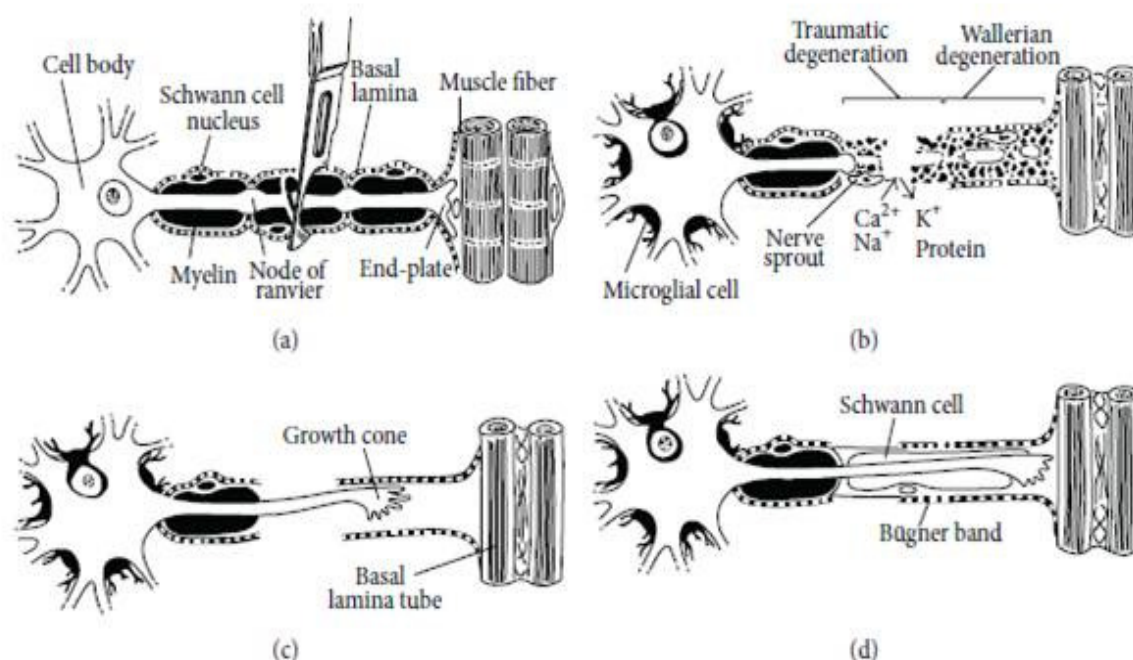 Cell body
Schwann cell
nucleus
Basal
lamina
Muscle fiber
Myelin
Node of
ranvier
End-plate
(a)
Traumatic
degeneration
Wallerian
degeneration
Ca2+
Na+
K+
Protein
Nerve
sprout
Microglial cell
(b)
Growth cone
Basal
lamina tube
(c)
Schwann cell
Bügner band
(d)